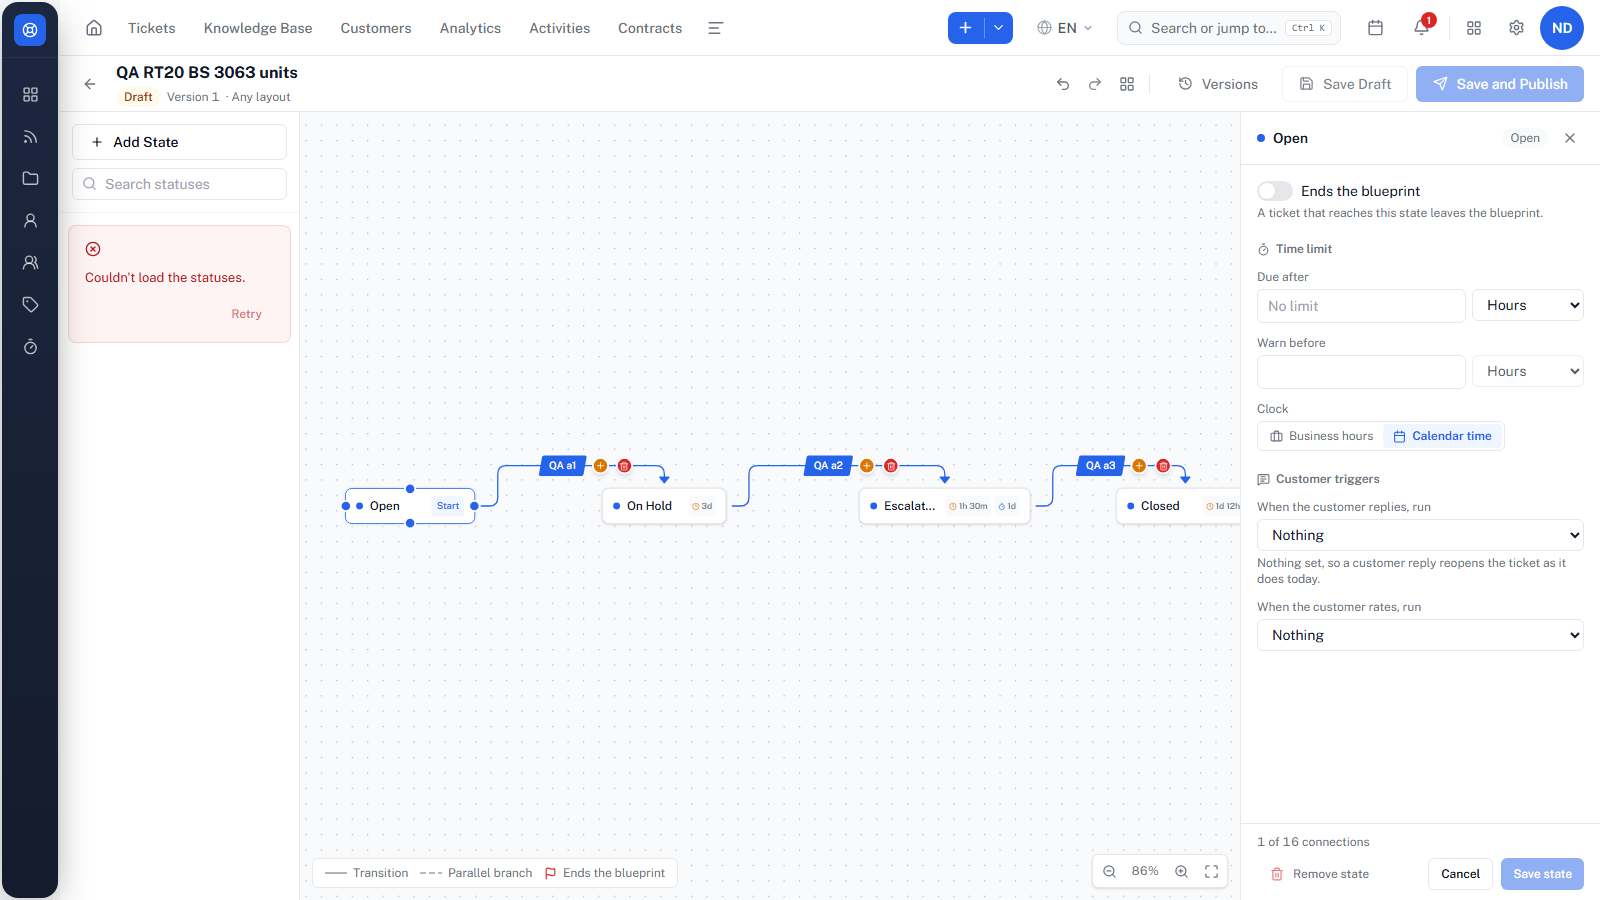 Tickets
Knowledge Base
Customers
Analytics
Activities
Contracts
EN
Search or jump to...
Ctrl K
1
ND
QA RT20 BS 3063 units
Draft
Version 1 · Any layout
Versions
Save Draft
Save and Publish
Add State
Search statuses
Couldn't load the statuses.
Retry
QA a1
QA a2
QA a3
Open
Start
On Hold
3d
Escalat...
1h 30m
1d
Closed
1d 12h
Transition
Parallel branch
Ends the blueprint
86%
Open
Open
Ends the blueprint
A ticket that reaches this state leaves the blueprint.
Time limit
Due after
No limit
Hours
Warn before
Hours
Clock
Business hours
Calendar time
Customer triggers
When the customer replies, run
Nothing
Nothing set, so a customer reply reopens the ticket as it
does today.
When the customer rates, run
Nothing
1 of 16 connections
Remove state
Cancel
Save state